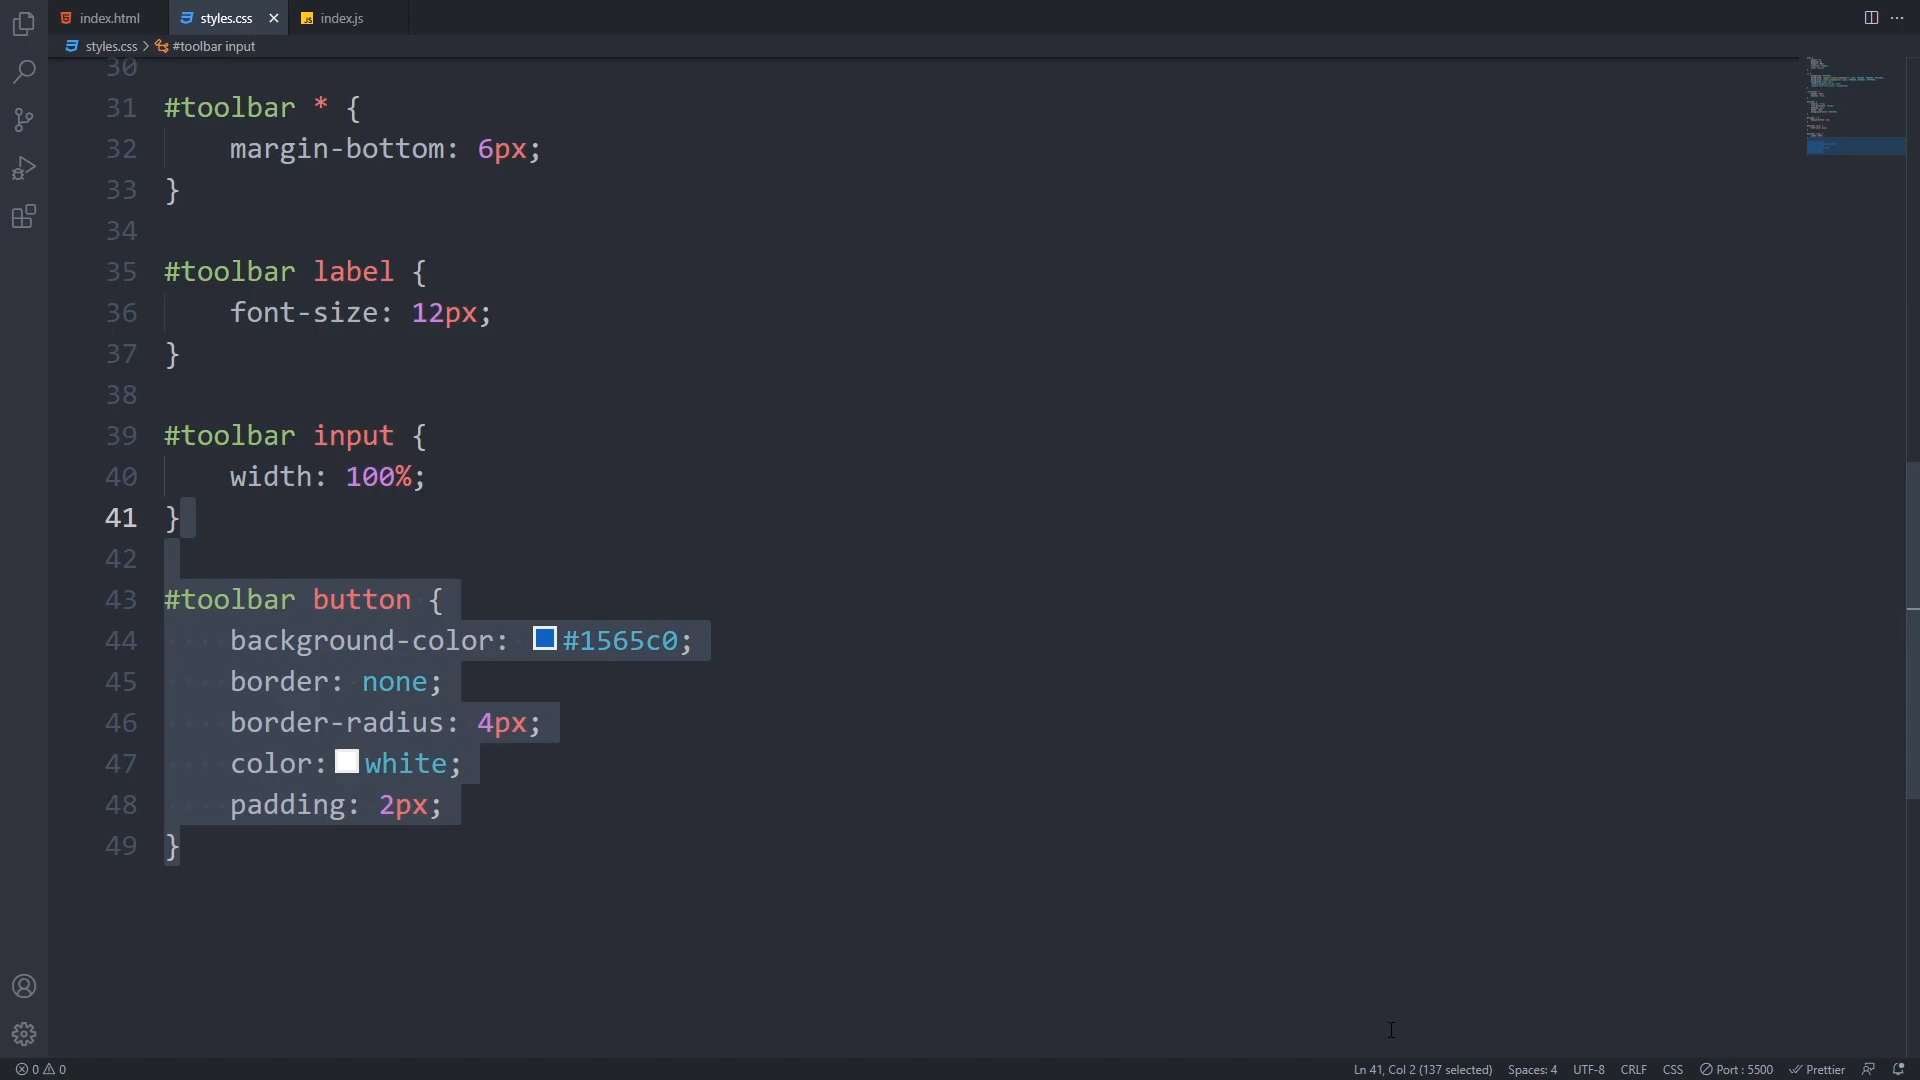 index.html
styles.css
index.js
styles.css > #toolbar input
30
31 #toolbar * {
32 margin-bottom: 6px;
33 }
34
35 #toolbar label {
36 font-size: 12px;
37 }
38
39 #toolbar input {
40 width: 100%;
41 }
42
43 #toolbar button {
44 background-color: #1565c0;
45 border: none;
46 border-radius: 4px;
47 color: white;
48 padding: 2px;
49 }
0 0 Ln 41, Col 2 (137 selected) Spaces: 4 UTF-8 CRLF CSS Port : 5500 Prettier